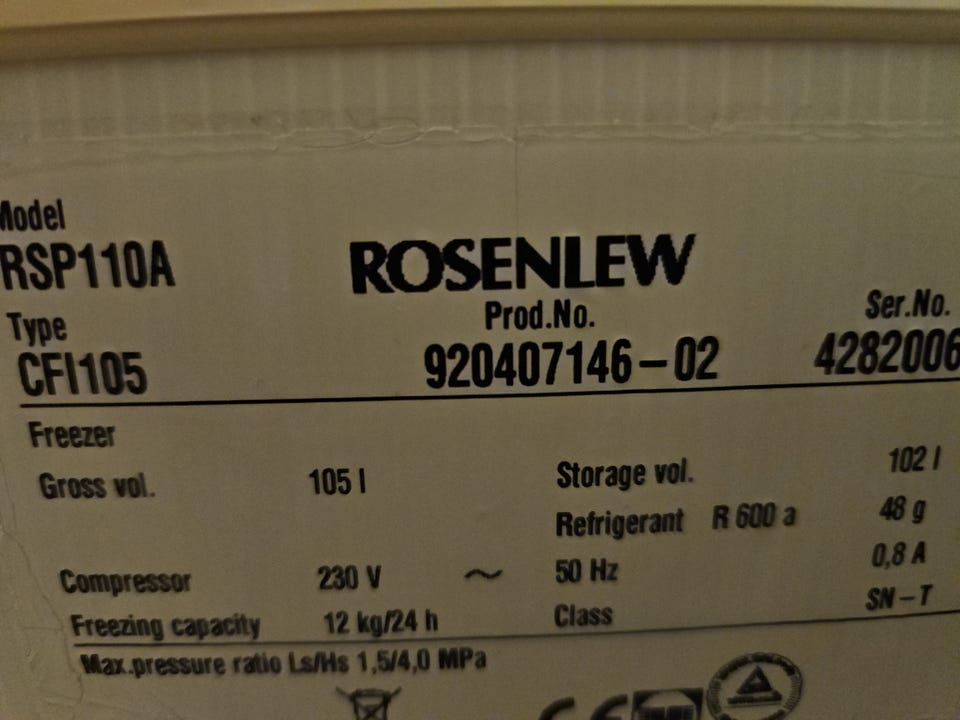 Model
RSP110A
ROSENLEW
Type
Prod.No.
Ser.No.
CFI105
920407146-02
4282006
Freezer
Gross vol. 105 l
Storage vol. 102 l
Refrigerant R 600 a 48 g
Compressor 230 V ~ 50 Hz 0,8 A
Freezing capacity 12 kg/24 h
Class SN-T
Max.pressure ratio Ls/Hs 1,5/4,0 MPa
CE